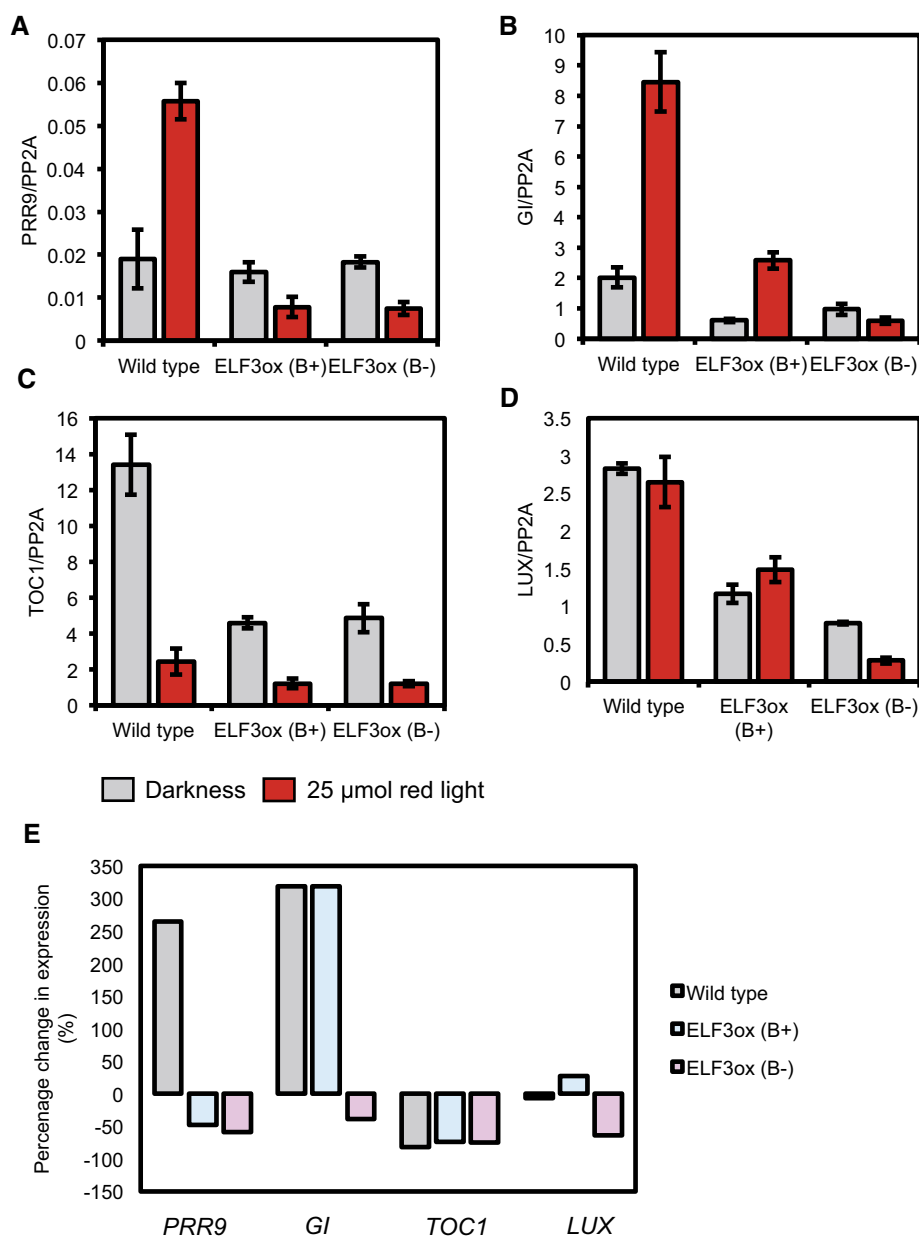 A
0.07
0.06
0.05
0.04
0.03
0.02
0.01
0
PRR9/PP2A
Wild type ELF3ox (B+) ELF3ox (B-)
B
10
9
8
7
6
5
4
3
2
1
0
GI/PP2A
Wild type ELF3ox (B+) ELF3ox (B-)
C
16
14
12
10
8
6
4
2
0
TOC1/PP2A
Wild type ELF3ox (B+) ELF3ox (B-)
D
3.5
3
2.5
2
1.5
1
0.5
0
LUX/PP2A
Wild type ELF3ox (B+) ELF3ox (B-)
Darkness 25 µmol red light
E
350
300
250
200
150
100
50
0
-50
-100
-150
Percentage change in expression
(%)
PRR9 GI TOC1 LUX
Wild type
ELF3ox (B+)
ELF3ox (B-)